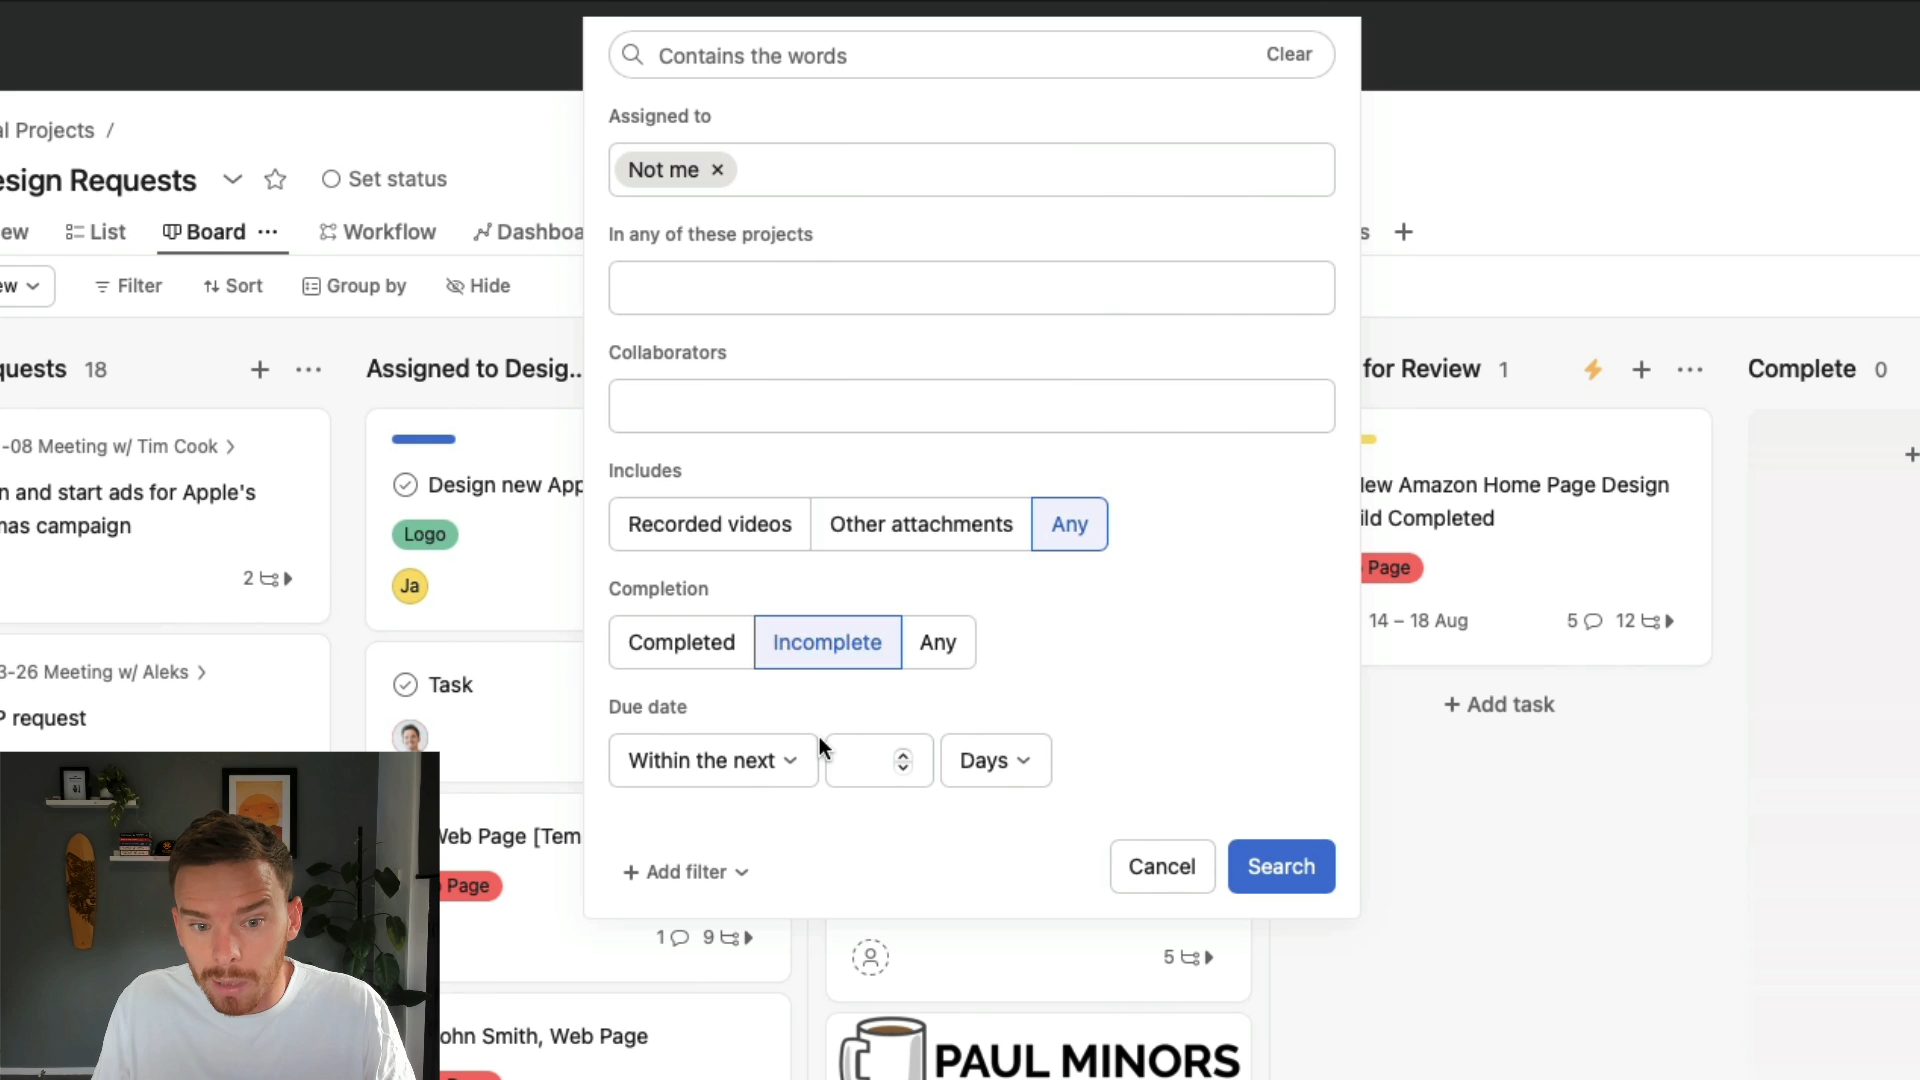 Contains the words
Clear
Assigned to
Not me ×
In any of these projects
Collaborators
Includes
Recorded videos
Other attachments
Any
Completion
Completed
Incomplete
Any
Due date
Within the next
Days
+ Add filter
Cancel
Search
al Projects /
esign Requests
Set status
ew
List
Board
Workflow
Dashboa
s
+
ew
Filter
Sort
Group by
Hide
quests 18
-08 Meeting w/ Tim Cook
n and start ads for Apple's
mas campaign
2
3-26 Meeting w/ Aleks
P request
Assigned to Desig...
Design new App
Logo
Ja
Task
Web Page [Tem
Page
1
9
ohn Smith, Web Page
5
PAUL MINORS
for Review 1
lew Amazon Home Page Design
ild Completed
Page
14 – 18 Aug
5
12
+ Add task
Complete 0
+